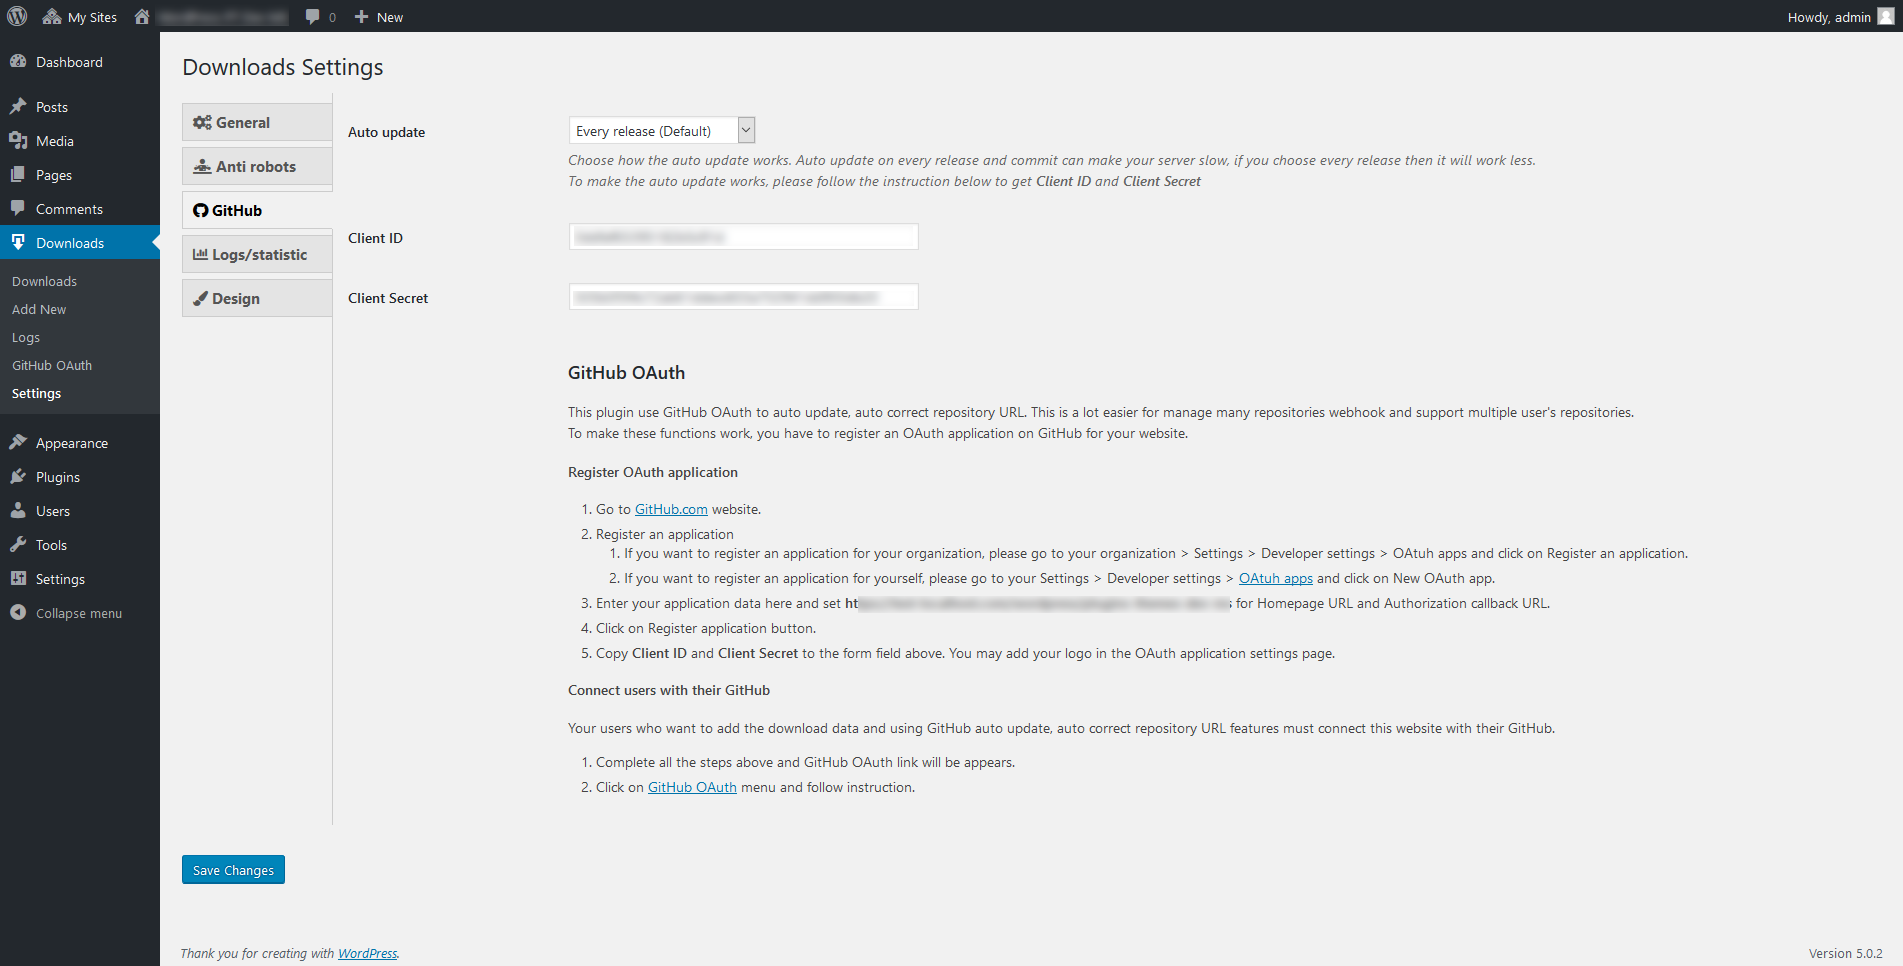 My Sites
0
New
Howdy, admin
Dashboard
Posts
Media
Pages
Comments
Downloads
Downloads
Add New
Logs
GitHub OAuth
Settings
Appearance
Plugins
Users
Tools
Settings
Collapse menu
Downloads Settings
General
Anti robots
GitHub
Logs/statistic
Design
Auto update
Every release (Default)
Choose how the auto update works. Auto update on every release and commit can make your server slow, if you choose every release then it will work less.
To make the auto update works, please follow the instruction below to get Client ID and Client Secret
Client ID
Client Secret
GitHub OAuth
This plugin use GitHub OAuth to auto update, auto correct repository URL. This is a lot easier for manage many repositories webhook and support multiple user's repositories.
To make these functions work, you have to register an OAuth application on GitHub for your website.
Register OAuth application
1. Go to GitHub.com website.
2. Register an application
1. If you want to register an application for your organization, please go to your organization > Settings > Developer settings > OAtuh apps and click on Register an application.
2. If you want to register an application for yourself, please go to your Settings > Developer settings > OAtuh apps and click on New OAuth app.
3. Enter your application data here and set ht for Homepage URL and Authorization callback URL.
4. Click on Register application button.
5. Copy Client ID and Client Secret to the form field above. You may add your logo in the OAuth application settings page.
Connect users with their GitHub
Your users who want to add the download data and using GitHub auto update, auto correct repository URL features must connect this website with their GitHub.
1. Complete all the steps above and GitHub OAuth link will be appears.
2. Click on GitHub OAuth menu and follow instruction.
Save Changes
Thank you for creating with WordPress.
Version 5.0.2